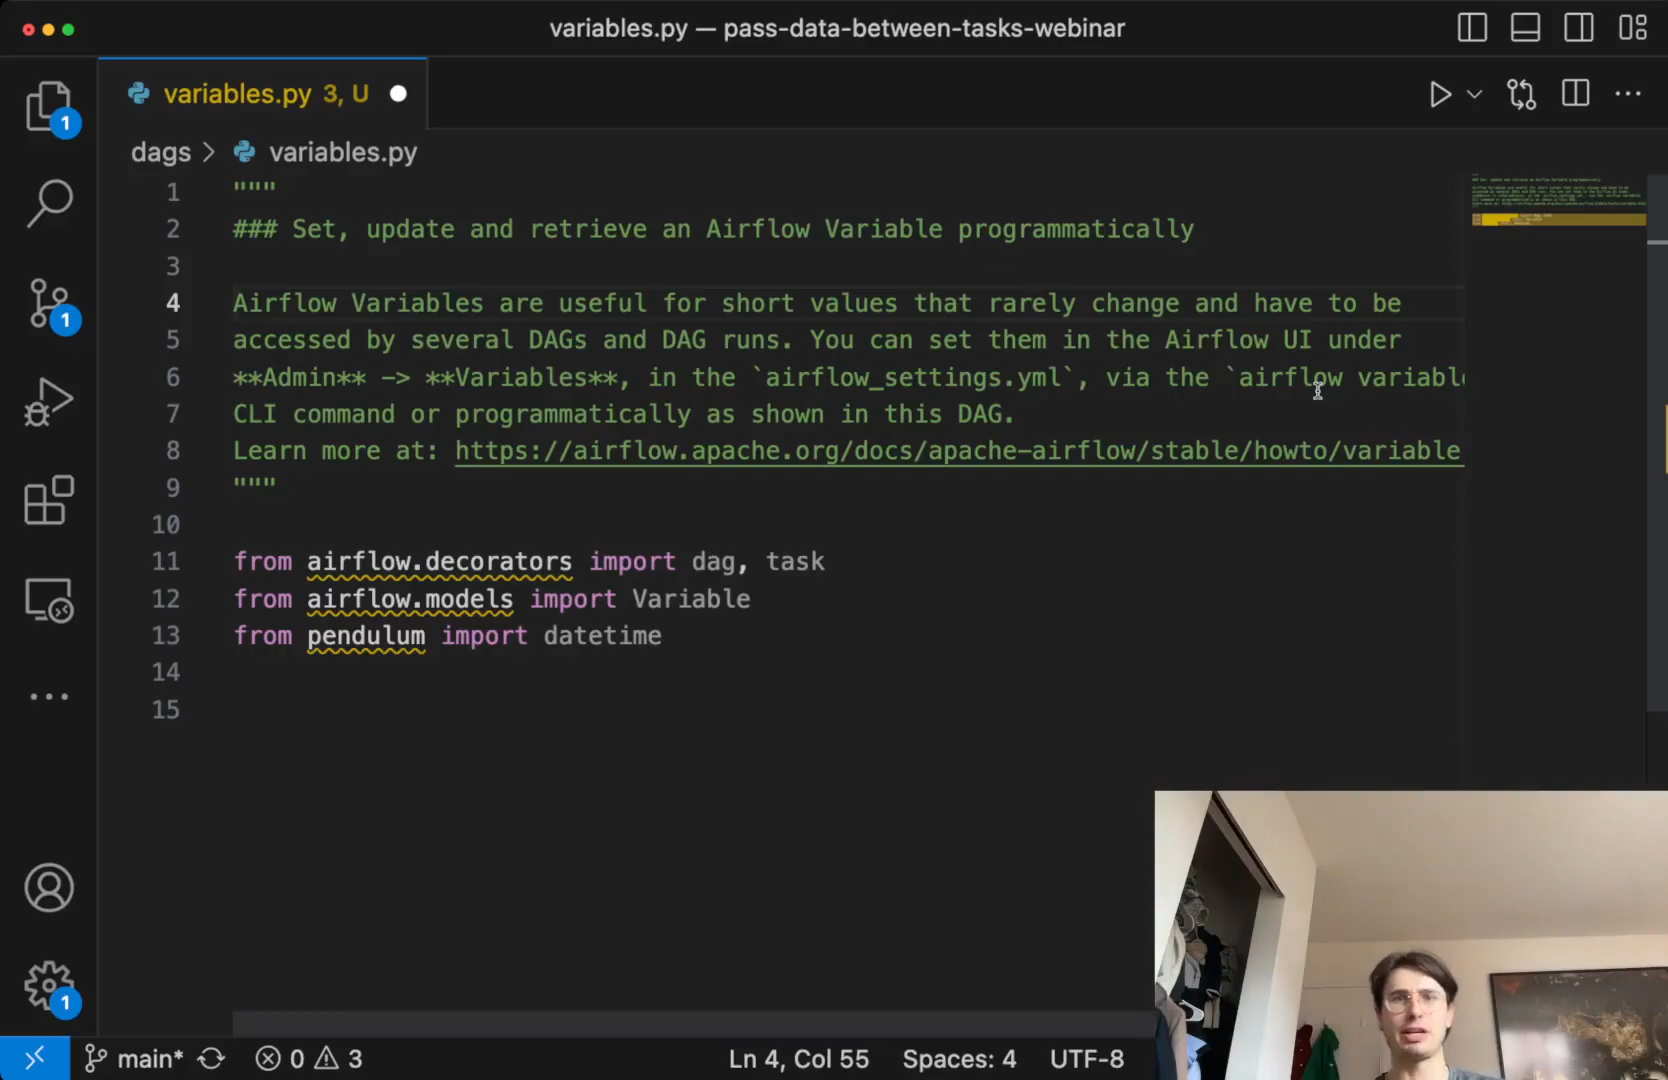 variables.py — pass-data-between-tasks-webinar
variables.py 3, U
dags > variables.py
1 """
2 ### Set, update and retrieve an Airflow Variable programmatically
3
4 Airflow Variables are useful for short values that rarely change and have to be
5 accessed by several DAGs and DAG runs. You can set them in the Airflow UI under
6 **Admin** -> **Variables**, in the `airflow_settings.yml`, via the `airflow variabl
7 CLI command or programmatically as shown in this DAG.
8 Learn more at: https://airflow.apache.org/docs/apache-airflow/stable/howto/variable
9 """
10
11 from airflow.decorators import dag, task
12 from airflow.models import Variable
13 from pendulum import datetime
14
15
1
1
1
main* 0 3 Ln 4, Col 55 Spaces: 4 UTF-8